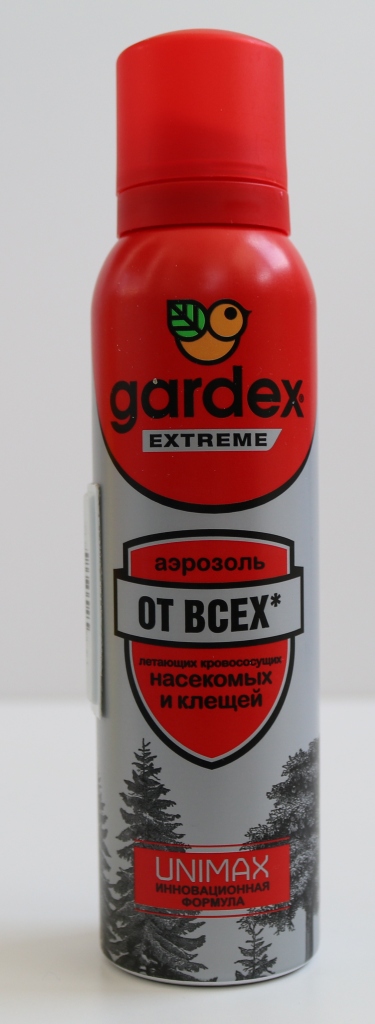 gardex
EXTREME
аэрозоль
ОТ ВСЕХ*
летающих кровососущих
насекомых
и клещей
UNIMAX
ИННОВАЦИОННАЯ
ФОРМУЛА